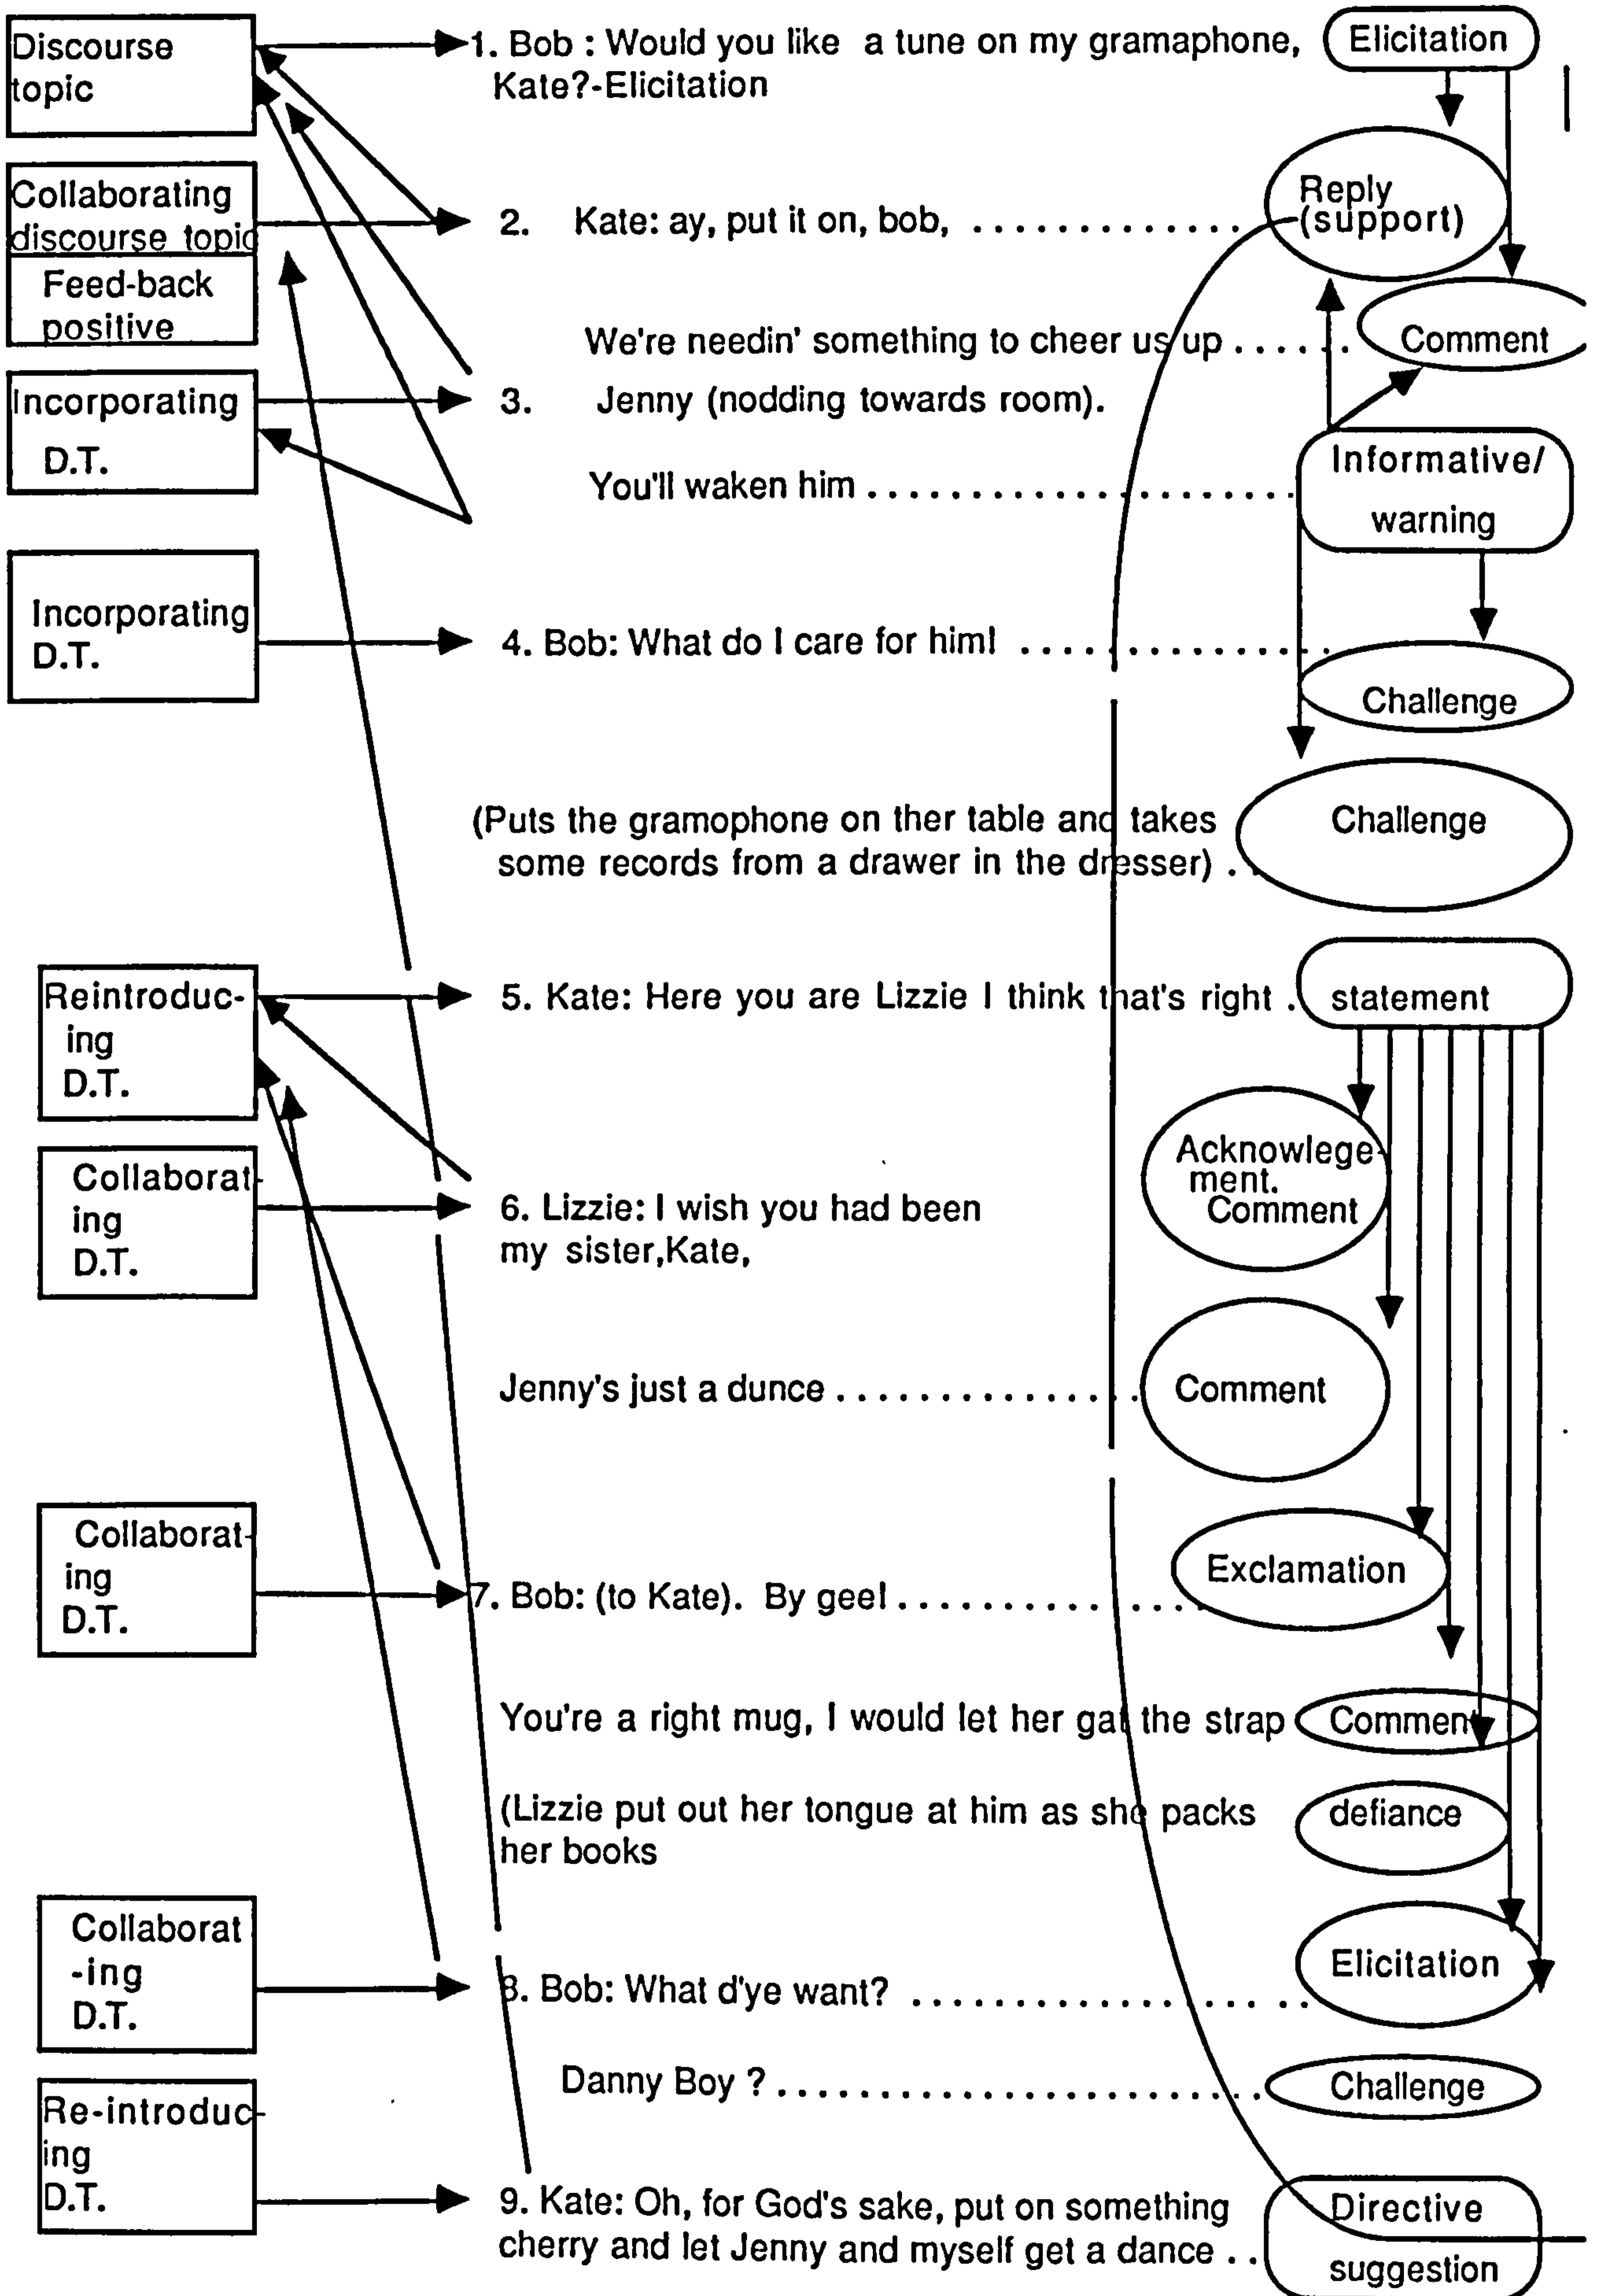 Discourse
topic
1. Bob : Would you like a tune on my gramaphone,
Kate?-Elicitation
Elicitation
Collaborating
discourse topic
Feed-back
positive
2. Kate: ay, put it on, bob, .............
Reply
(support)
We're needin' something to cheer us up ......
Comment
Incorporating
D.T.
3. Jenny (nodding towards room).
You'll waken him ....................
Informative/
warning
Incorporating
D.T.
4. Bob: What do I care for him! ...............
Challenge
(Puts the gramophone on ther table and takes
some records from a drawer in the dresser) ..
Challenge
Reintroduc-
ing
D.T.
5. Kate: Here you are Lizzie I think that's right .
statement
Collaborat-
ing
D.T.
6. Lizzie: I wish you had been
my sister,Kate,
Acknowlege-
ment.
Comment
Jenny's just a dunce ...............
Comment
Collaborat-
ing
D.T.
7. Bob: (to Kate). By gee! ...............
Exclamation
You're a right mug, I would let her gat the strap
Comment
(Lizzie put out her tongue at him as she packs
her books
defiance
Collaborat
-ing
D.T.
8. Bob: What d'ye want? ...................
Elicitation
Danny Boy ? .......................
Challenge
Re-introduc-
ing
D.T.
9. Kate: Oh, for God's sake, put on something
cherry and let Jenny and myself get a dance ..
Directive
suggestion